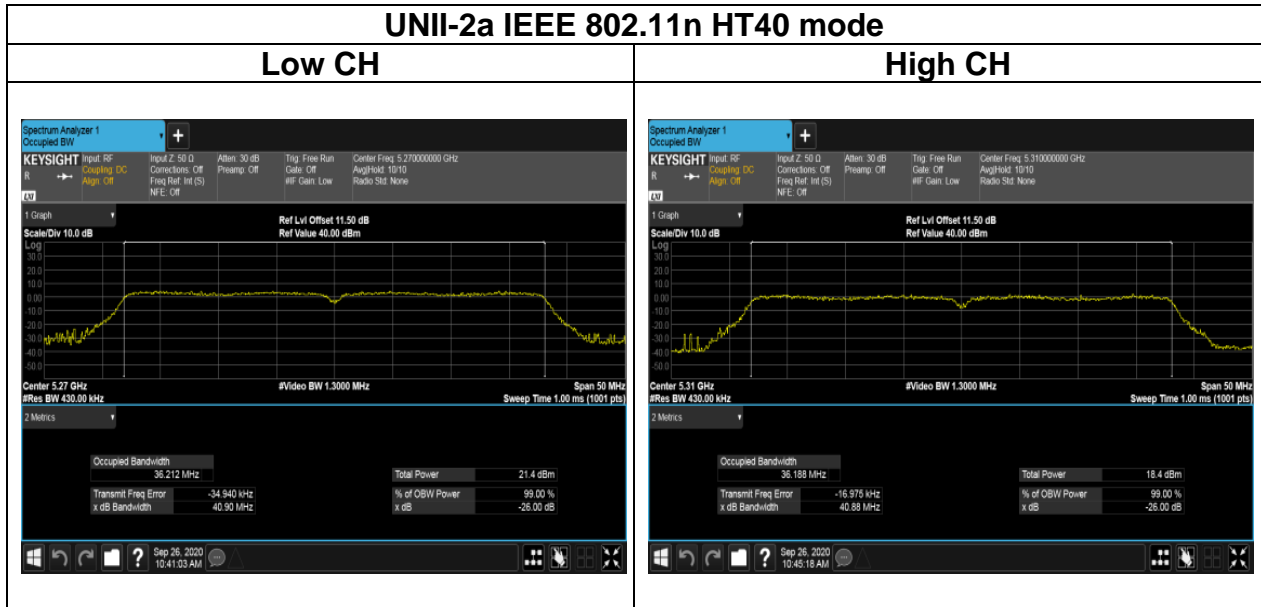 UNII-2a IEEE 802.11n HT40 mode
Low CH
High CH
Spectrum Analyzer 1
Occupied BW
+
KEYSIGHT
R
LXI
Input: RF
Coupling: DC
Align: Off
Input Z: 50 Ω
Corrections: Off
Freq Ref: Int (S)
NFE: Off
Atten: 30 dB
Preamp: Off
Trig: Free Run
Gate: Off
#IF Gain: Low
Center Freq: 5.270000000 GHz
Avg|Hold: 10/10
Radio Std: None
1 Graph
Scale/Div 10.0 dB
Ref Lvl Offset 11.50 dB
Ref Value 40.00 dBm
Log
30.0
20.0
10.0
0.00
-10.0
-20.0
-30.0
-40.0
-50.0
Center 5.27 GHz
#Res BW 430.00 kHz
#Video BW 1.3000 MHz
Span 50 MHz
Sweep Time 1.00 ms (1001 pts)
2 Metrics
Occupied Bandwidth
36.212 MHz
Transmit Freq Error -34.940 kHz
x dB Bandwidth 40.90 MHz
Total Power 21.4 dBm
% of OBW Power 99.00 %
x dB -26.00 dB
?
Sep 26, 2020
10:41:03 AM
Spectrum Analyzer 1
Occupied BW
+
KEYSIGHT
R
LXI
Input: RF
Coupling: DC
Align: Off
Input Z: 50 Ω
Corrections: Off
Freq Ref: Int (S)
NFE: Off
Atten: 30 dB
Preamp: Off
Trig: Free Run
Gate: Off
#IF Gain: Low
Center Freq: 5.310000000 GHz
Avg|Hold: 10/10
Radio Std: None
1 Graph
Scale/Div 10.0 dB
Ref Lvl Offset 11.50 dB
Ref Value 40.00 dBm
Log
30.0
20.0
10.0
0.00
-10.0
-20.0
-30.0
-40.0
-50.0
Center 5.31 GHz
#Res BW 430.00 kHz
#Video BW 1.3000 MHz
Span 50 MHz
Sweep Time 1.00 ms (1001 pts)
2 Metrics
Occupied Bandwidth
36.188 MHz
Transmit Freq Error -16.975 kHz
x dB Bandwidth 40.88 MHz
Total Power 18.4 dBm
% of OBW Power 99.00 %
x dB -26.00 dB
?
Sep 26, 2020
10:45:18 AM